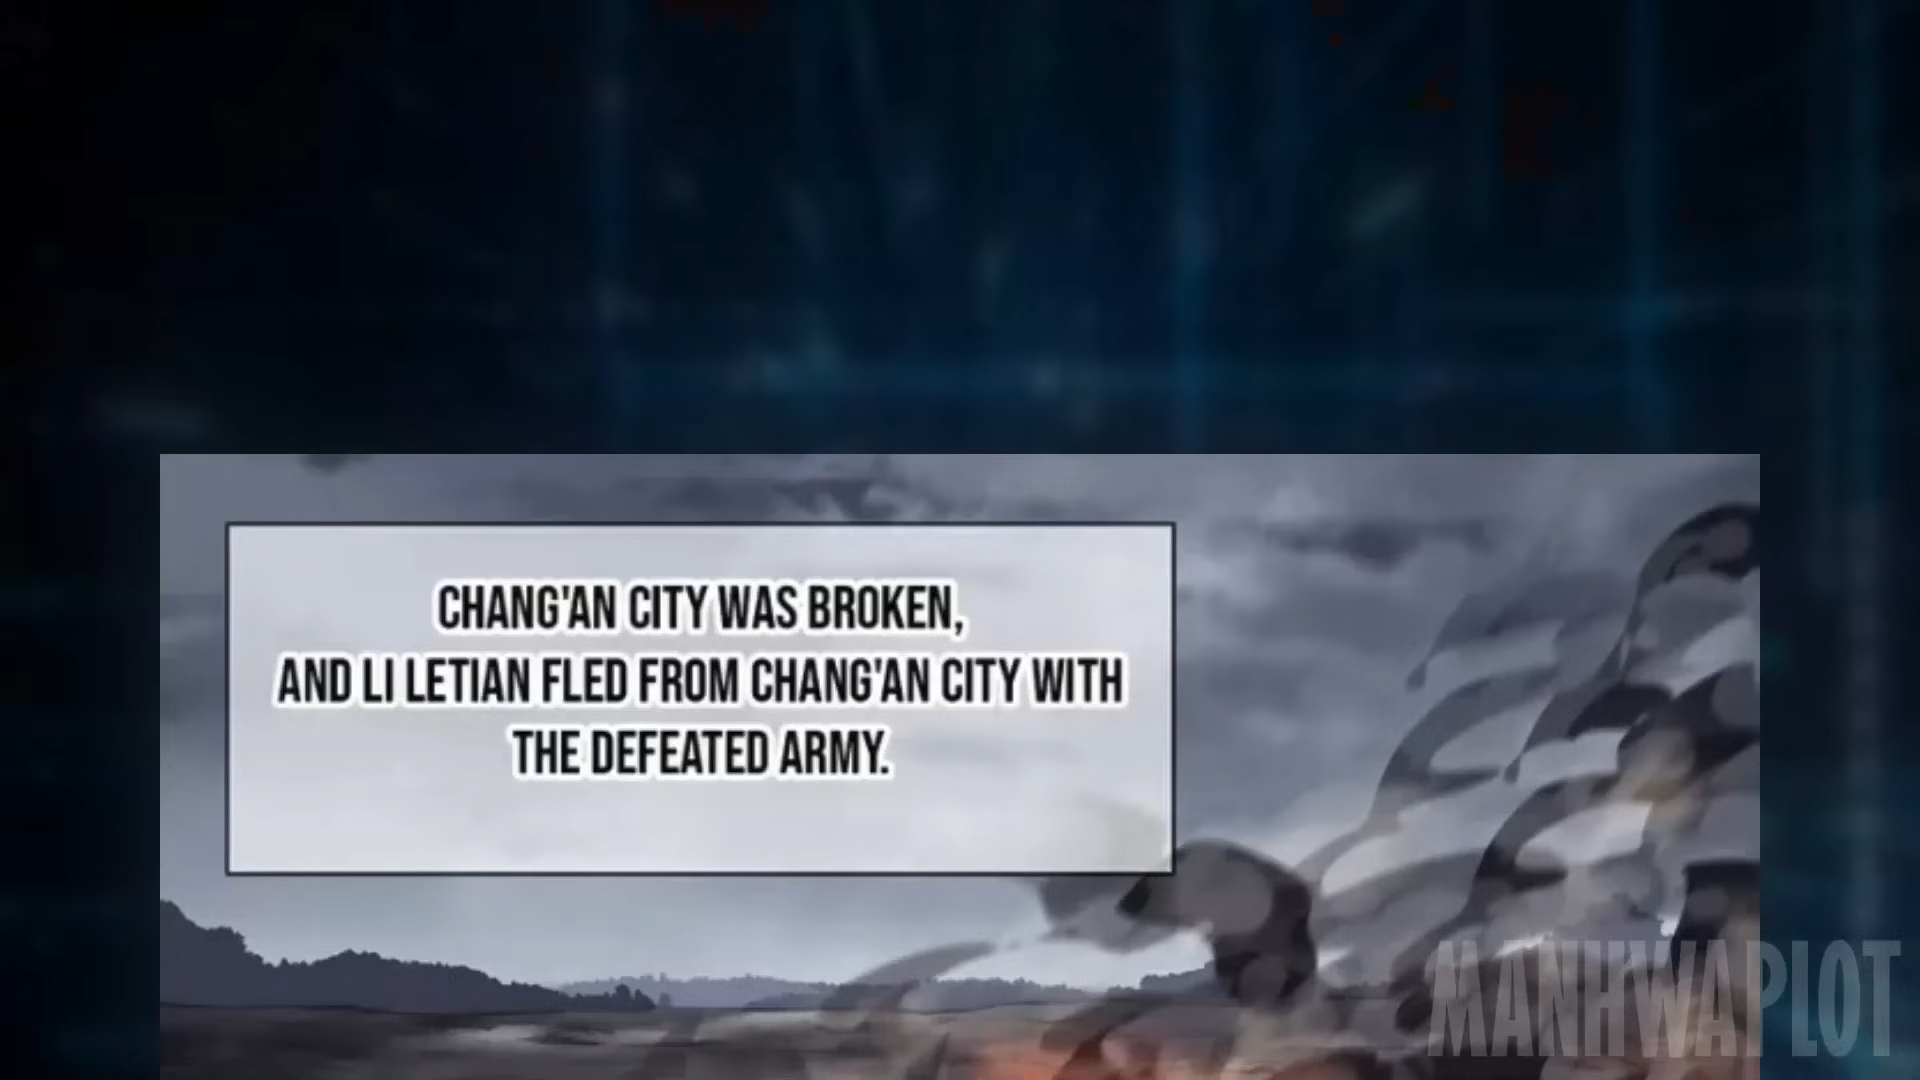 CHANG'AN CITY WAS BROKEN,
AND LI LETIAN FLED FROM CHANG'AN CITY WITH
THE DEFEATED ARMY.
MANHWAPLOT